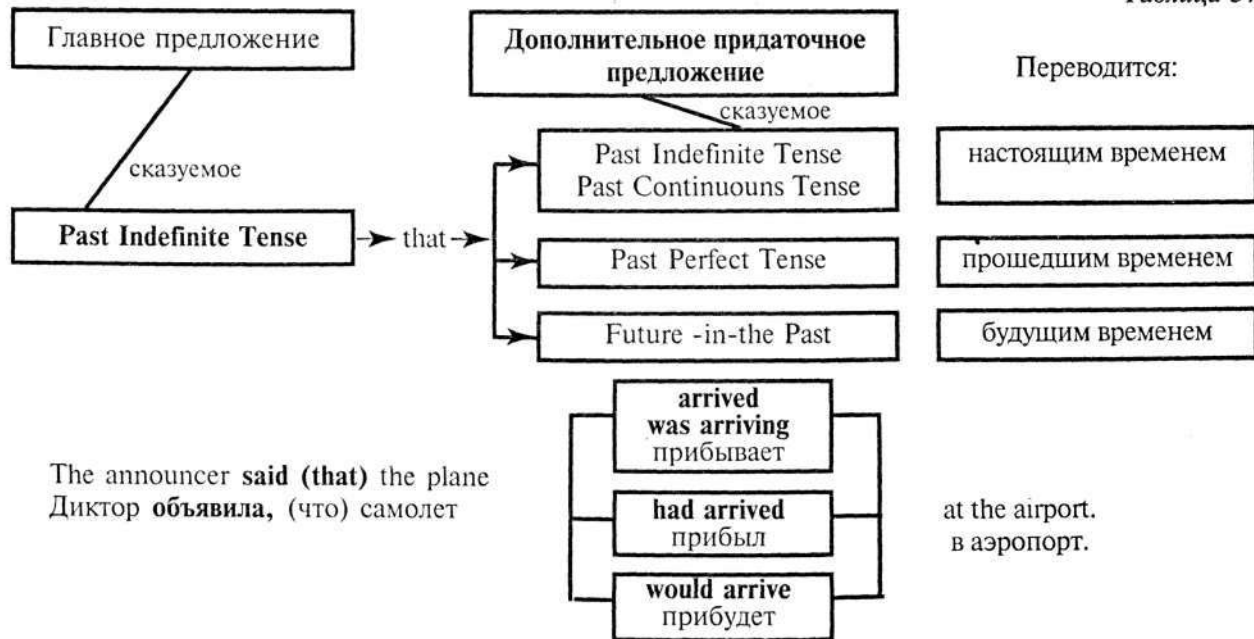 Таблица
Главное предложение
Дополнительное придаточное
предложение
Переводится:
сказуемое
сказуемое
Past Indefinite Tense
Past Continuouns Tense
настоящим временем
Past Indefinite Tense
that
Past Perfect Tense
прошедшим временем
Future -in-the Past
будущим временем
arrived
was arriving
прибывает
The announcer said (that) the plane
Диктор объявила, (что) самолет
had arrived
прибыл
at the airport.
в аэропорт.
would arrive
прибудет